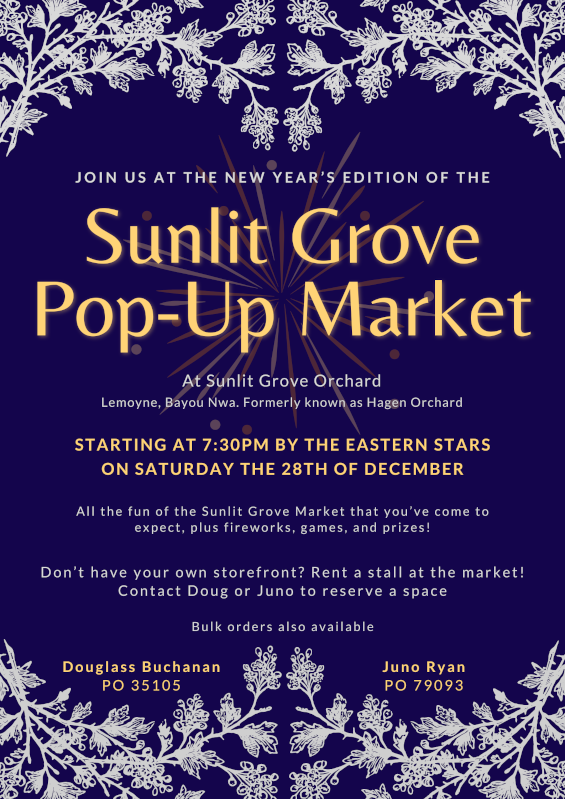 JOIN US AT THE NEW YEAR'S EDITION OF THE
Sunlit Grove
Pop-Up Market
At Sunlit Grove Orchard
Lemoyne, Bayou Nwa. Formerly known as Hagen Orchard
STARTING AT 7:30PM BY THE EASTERN STARS
ON SATURDAY THE 28TH OF DECEMBER
All the fun of the Sunlit Grove Market that you've come to
expect, plus fireworks, games, and prizes!
Don't have your own storefront? Rent a stall at the market!
Contact Doug or Juno to reserve a space
Bulk orders also available
Douglass Buchanan
PO 35105
Juno Ryan
PO 79093